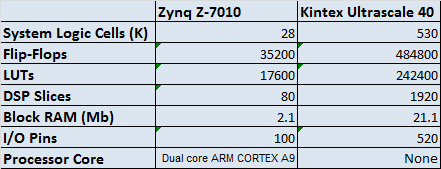 Zynq Z-7010 Kintex Ultrascale 40
System Logic Cells (K) 28 530
Flip-Flops 35200 484800
LUTs 17600 242400
DSP Slices 80 1920
Block RAM (Mb) 2.1 21.1
I/O Pins 100 520
Processor Core Dual core ARM CORTEX A9 None